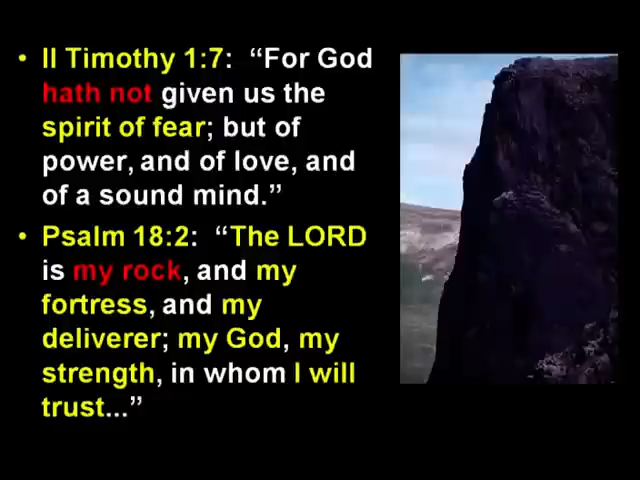 • II Timothy 1:7:  “For God
hath not given us the
spirit of fear; but of
power, and of love, and
of a sound mind.”
• Psalm 18:2:  “The LORD
is my rock, and my
fortress, and my
deliverer; my God, my
strength, in whom I will
trust...”